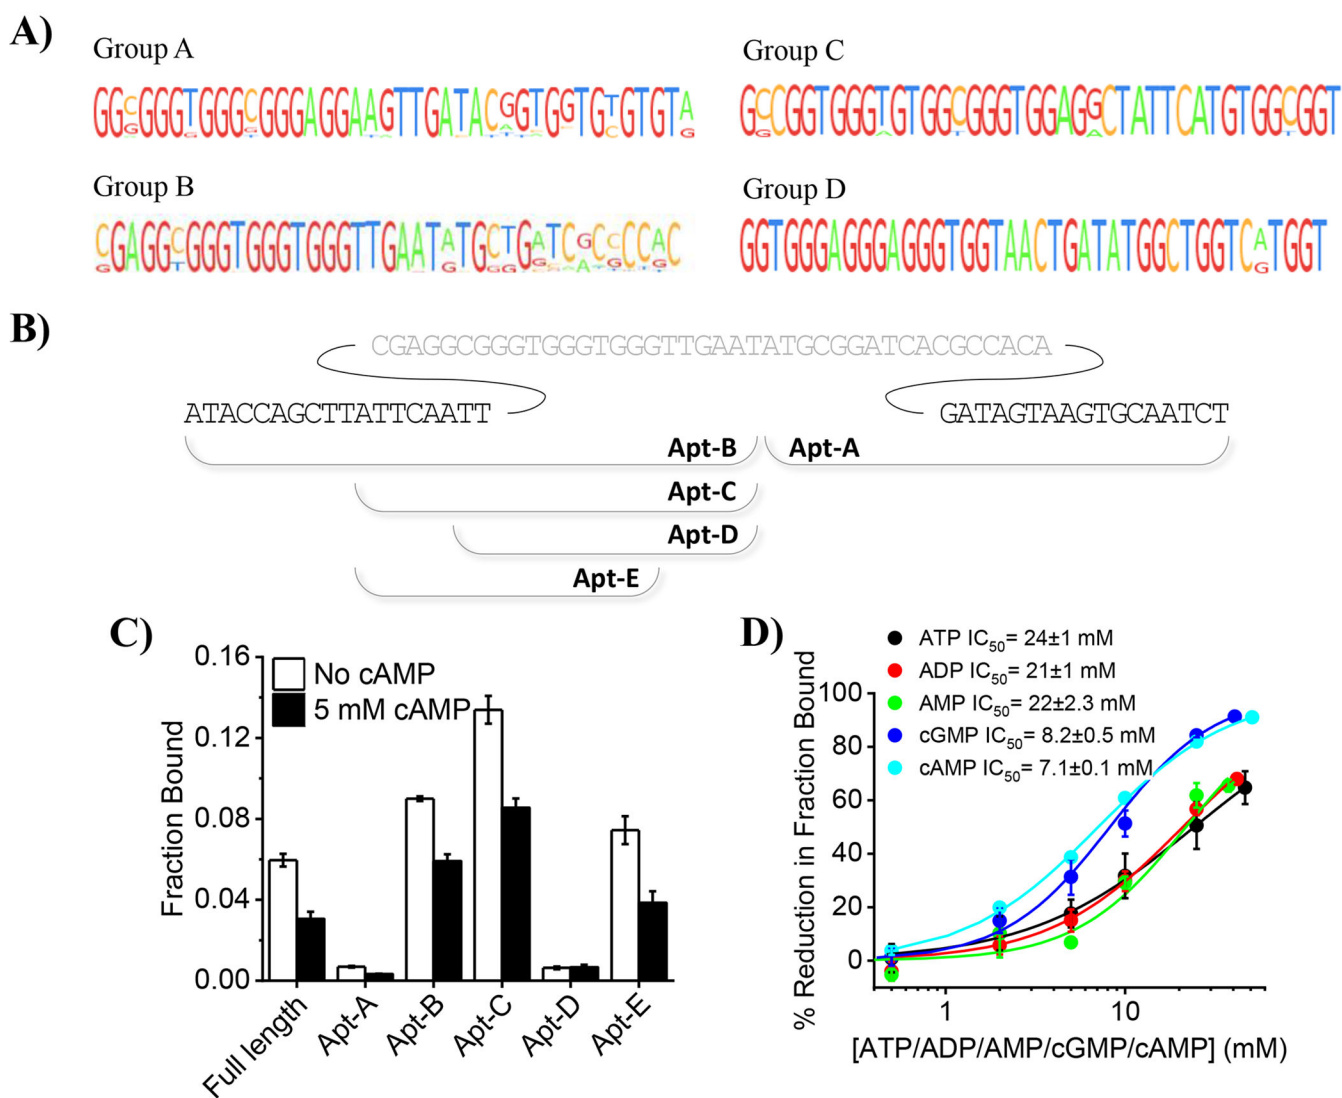 A)
Group A
GGCGGGTGGGCGGGAGGAAGTTGATACGGTGGTGTGTGTA
Group C
GCCGGTGGGTGTGGCGGGTGGAGGCTATTCATGTGGCGGT
Group B
CGAGGCGGGTGGGTGGGTTGAATATGCTGATCGCCCCAC
Group D
GGTGGGAGGGAGGGTGGTAACTGATATGGCTGGTCATGGT
B)
CGAGGCGGGTGGGTGGGTTGAATATGCGGATCACGCCACA
ATACCAGCTTATTCAATT
GATAGTAAGTGCAATCT
Apt-B
Apt-A
Apt-C
Apt-D
Apt-E
C)
Fraction Bound
0.16
0.12
0.08
0.04
0.00
No cAMP
5 mM cAMP
Full length
Apt-A
Apt-B
Apt-C
Apt-D
Apt-E
D)
ATP IC50= 24±1 mM
ADP IC50= 21±1 mM
AMP IC50= 22±2.3 mM
cGMP IC50= 8.2±0.5 mM
cAMP IC50= 7.1±0.1 mM
% Reduction in Fraction Bound
100
80
60
40
20
0
1
10
[ATP/ADP/AMP/cGMP/cAMP] (mM)